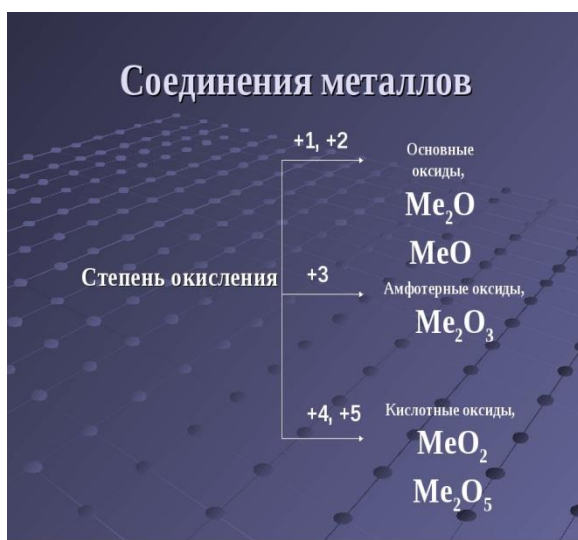 Соединения металлов
+1, +2
Основные
оксиды,
Me₂O
MeO
Степень окисления
+3
Амфотерные оксиды,
Me₂O₃
+4, +5
Кислотные оксиды,
MeO₂
Me₂O₅